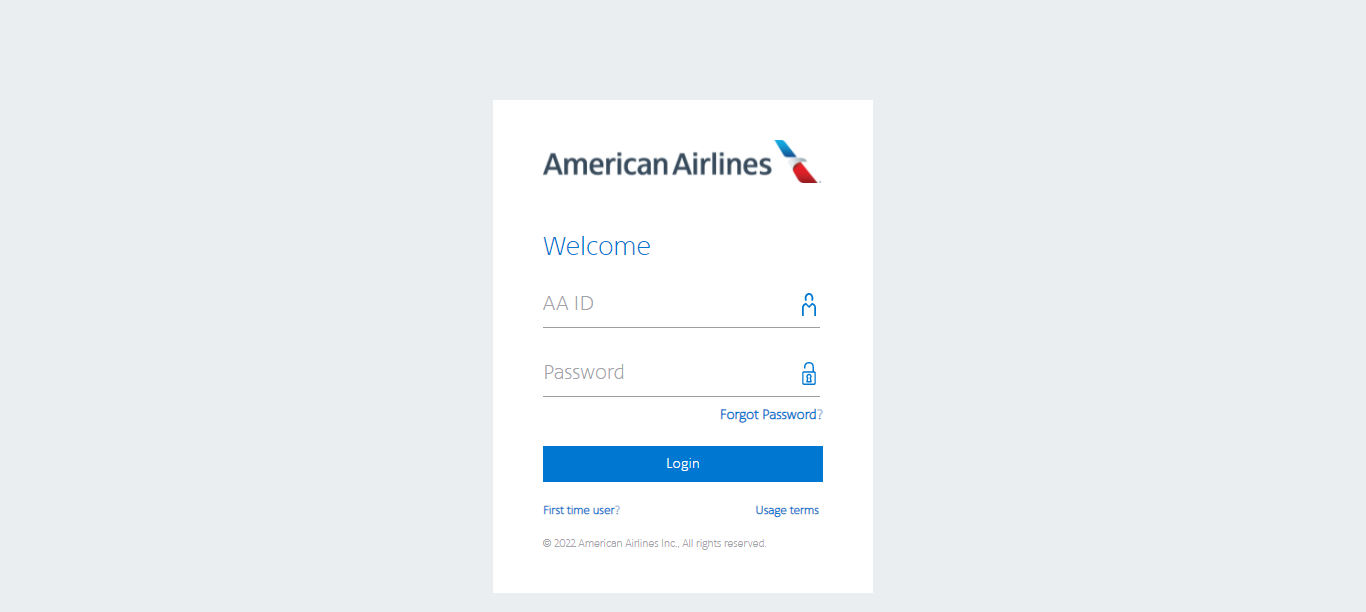 American Airlines
Welcome
AA ID
Password
Forgot Password?
Login
First time user? Usage terms
© 2022 American Airlines Inc., All rights reserved.